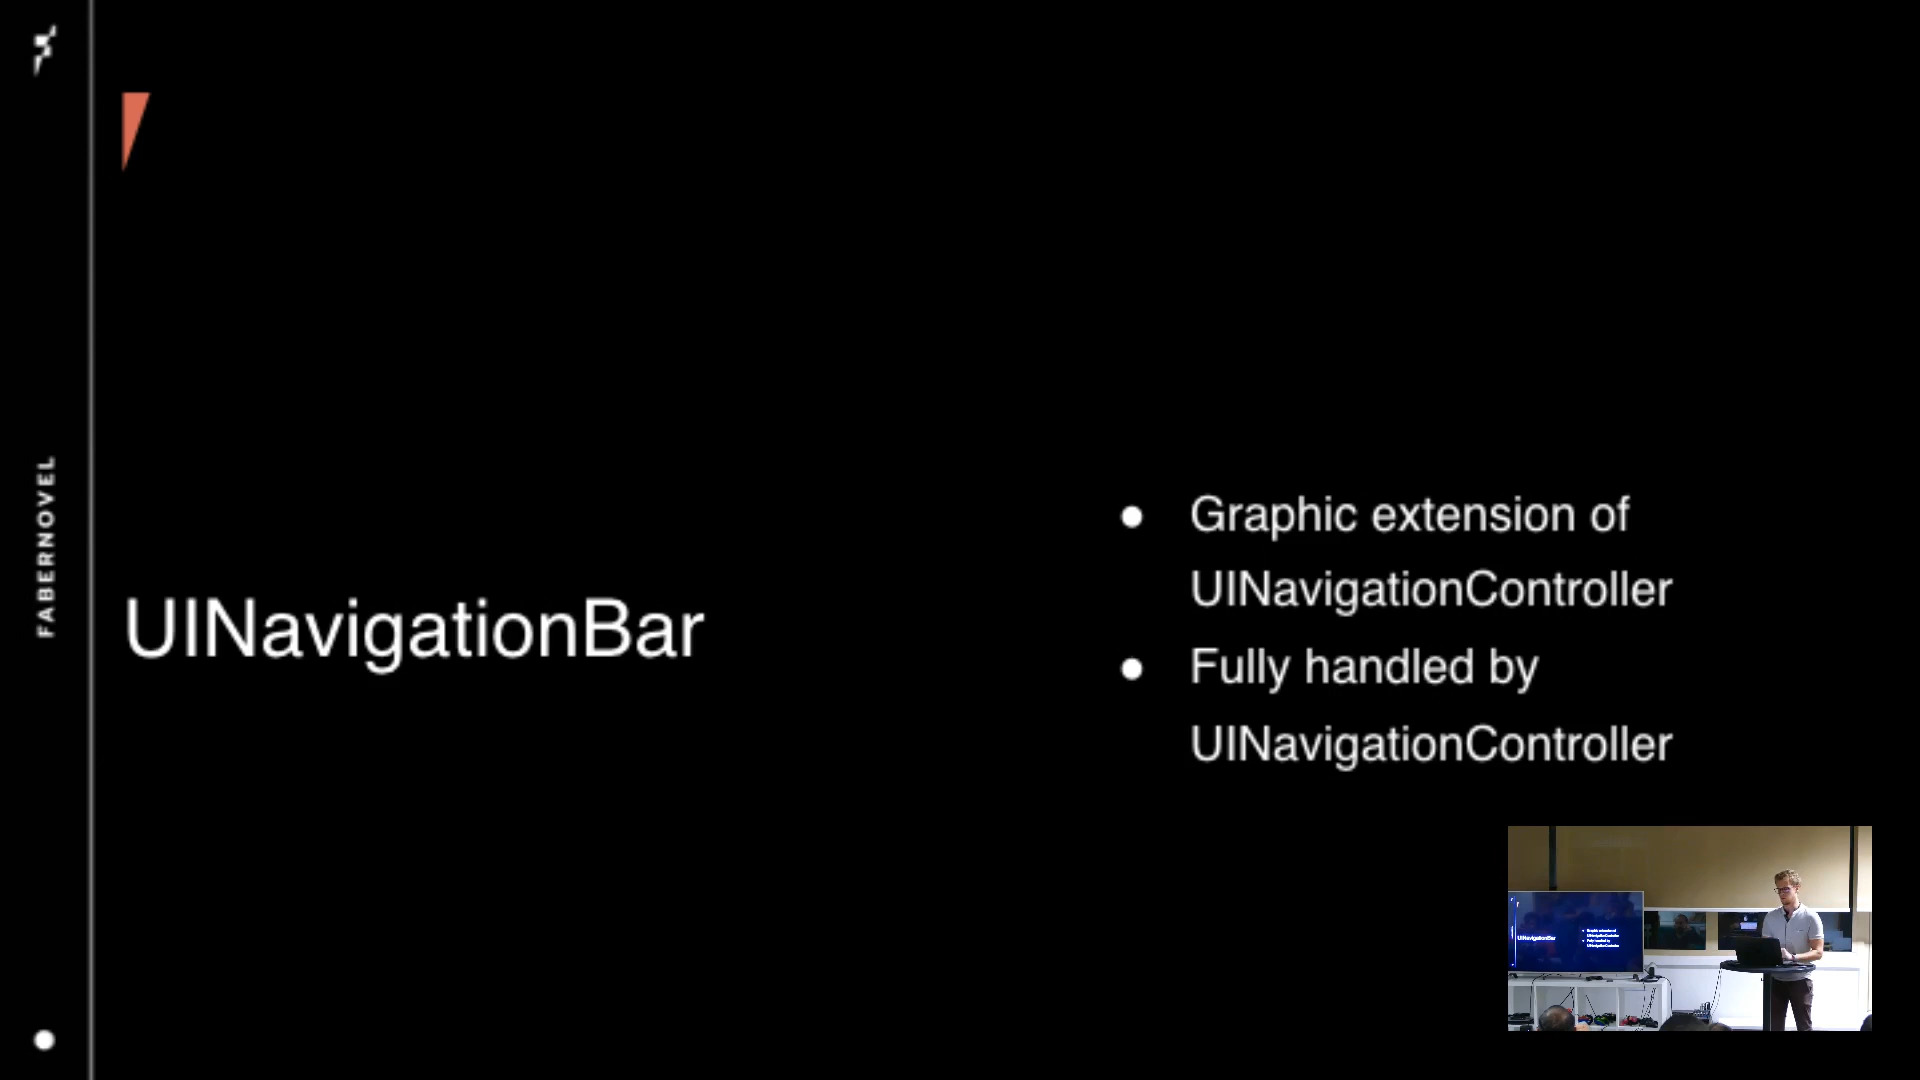 FABERNOVEL
UINavigationBar
● Graphic extension of
UINavigationController
● Fully handled by
UINavigationController